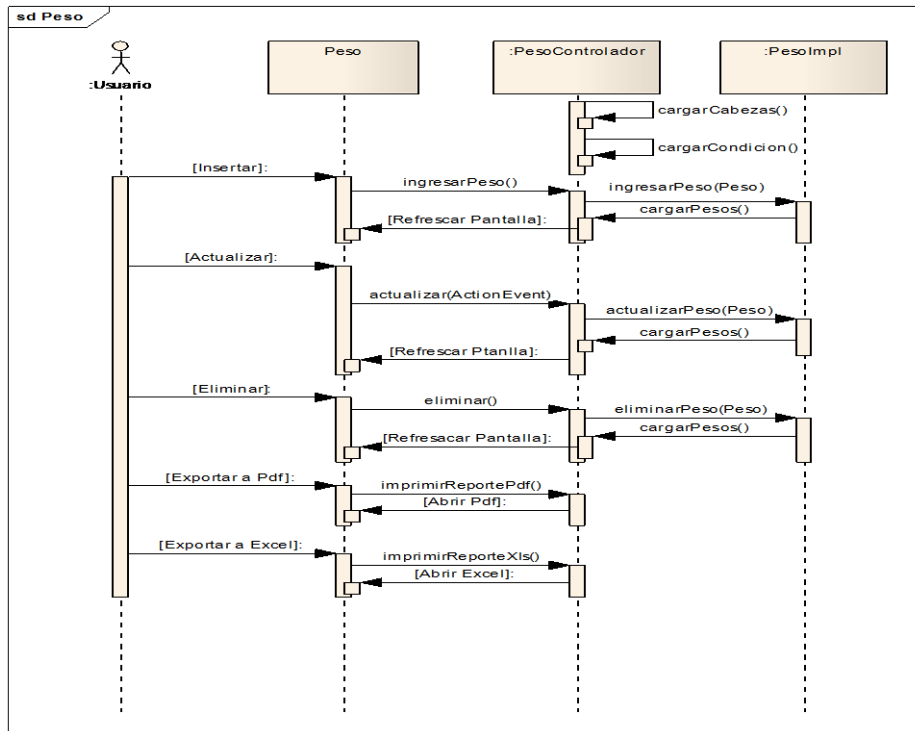 sd Peso
:Usuario
Peso
:PesoControlador
:PesoImpl
cargarCabezas()
cargarCondicion()
[Insertar]:
ingresarPeso()
ingresarPeso(Peso)
cargarPesos()
[Refrescar Pantalla]:
[Actualizar]:
actualizar(ActionEvent)
actualizarPeso(Peso)
cargarPesos()
[Refrescar Ptanlla]:
[Eliminar]:
eliminar()
eliminarPeso(Peso)
cargarPesos()
[Refresacar Pantalla]:
[Exportar a Pdf]:
imprimirReportePdf()
[Abrir Pdf]:
[Exportar a Excel]:
imprimirReporteXls()
[Abrir Excel]: